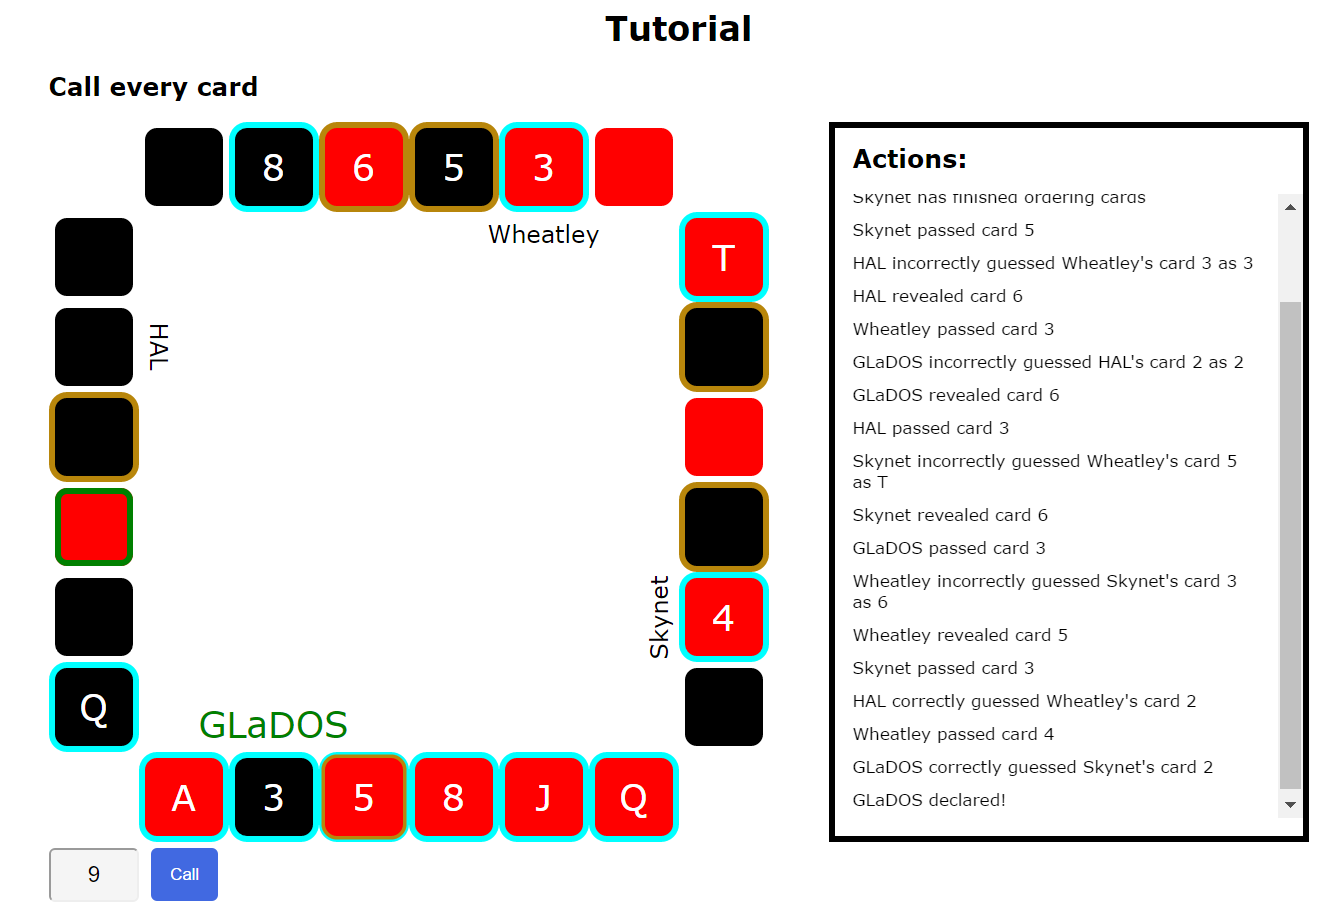 Tutorial
Call every card
8 6 5 3
Wheatley
T
HAL
4
Skynet
Q
GLaDOS
A 3 5 8 J Q
9 Call
Actions:
Skynet has finished ordering cards
Skynet passed card 5
HAL incorrectly guessed Wheatley's card 3 as 3
HAL revealed card 6
Wheatley passed card 3
GLaDOS incorrectly guessed HAL's card 2 as 2
GLaDOS revealed card 6
HAL passed card 3
Skynet incorrectly guessed Wheatley's card 5
as T
Skynet revealed card 6
GLaDOS passed card 3
Wheatley incorrectly guessed Skynet's card 3
as 6
Wheatley revealed card 5
Skynet passed card 3
HAL correctly guessed Wheatley's card 2
Wheatley passed card 4
GLaDOS correctly guessed Skynet's card 2
GLaDOS declared!